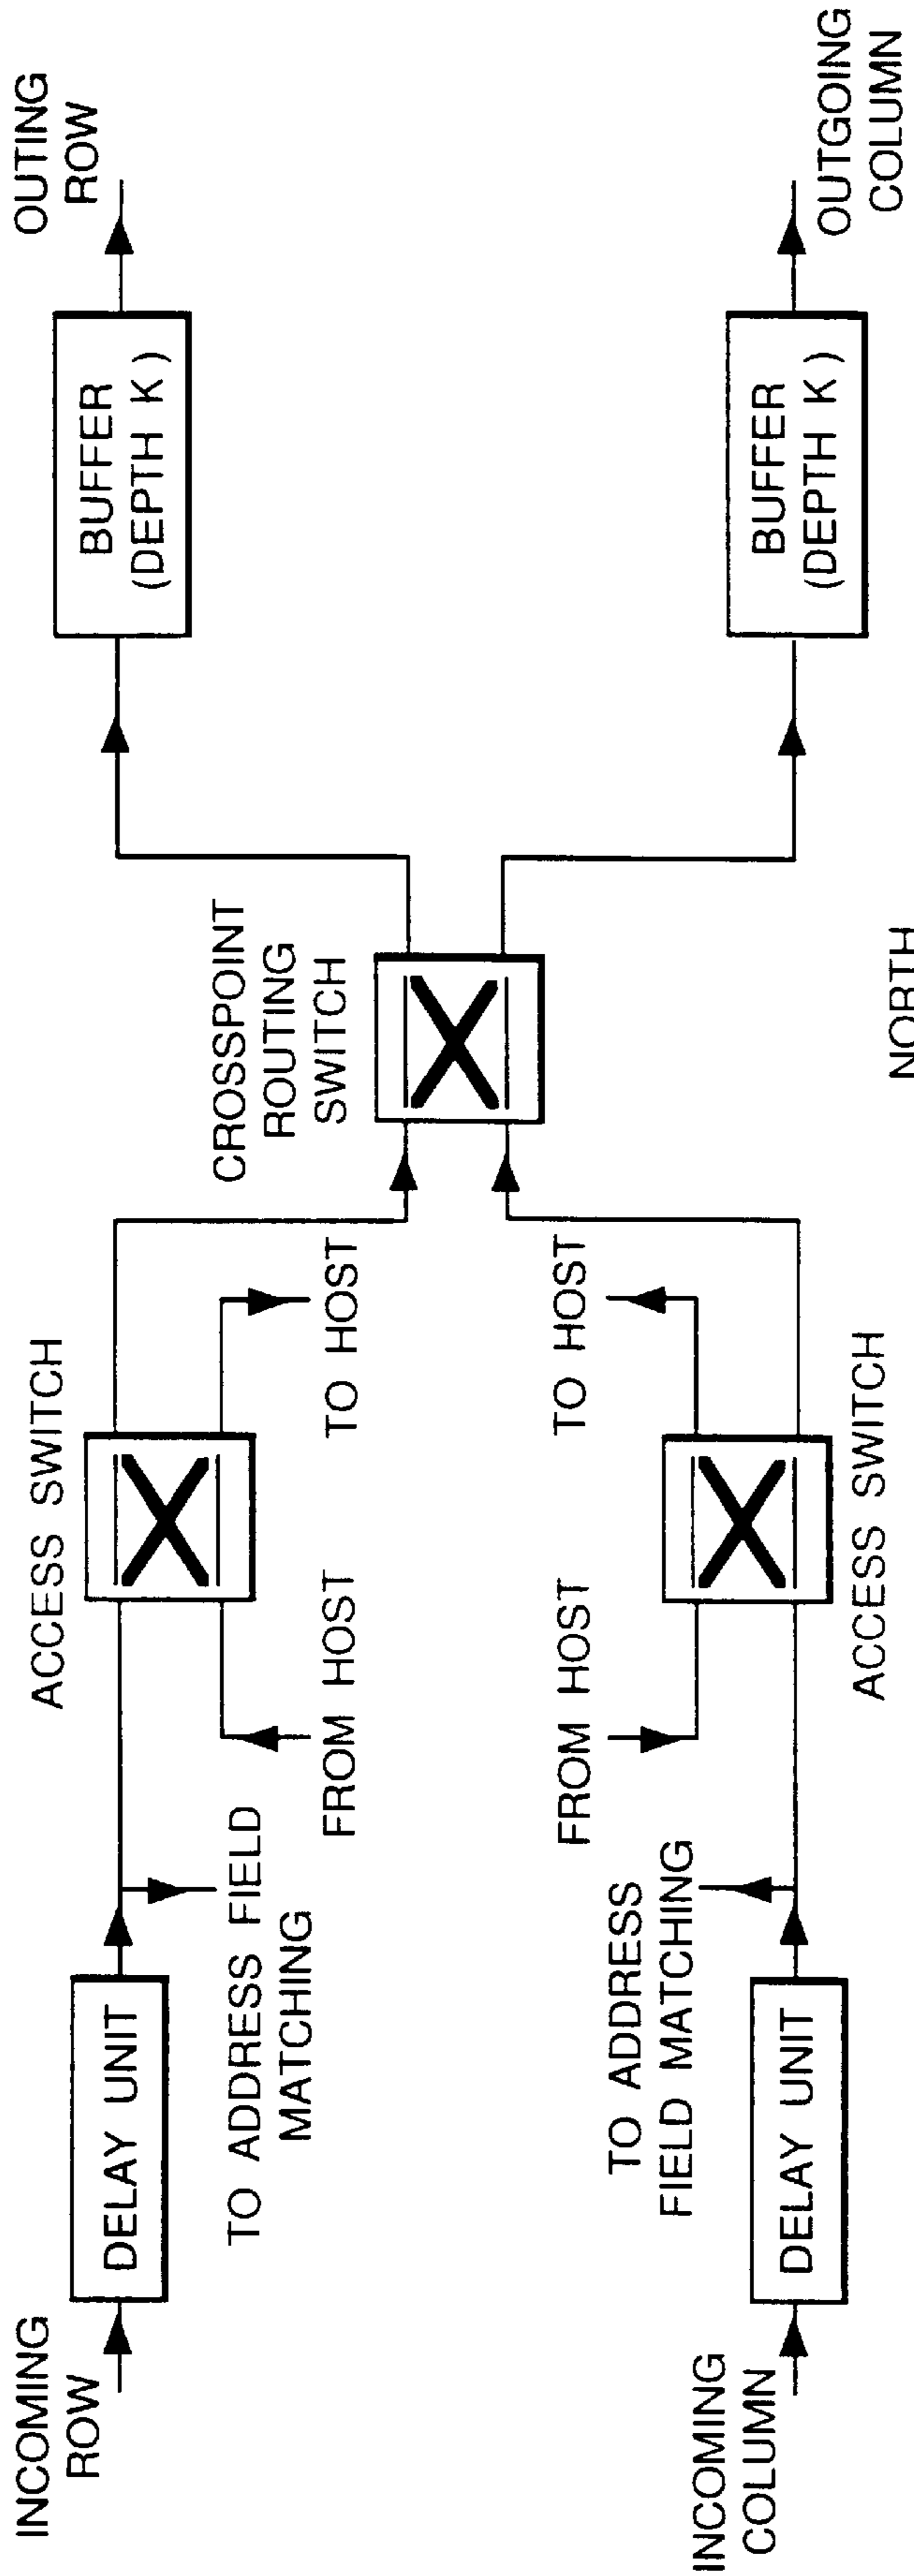 INCOMING
ROW
DELAY UNIT
TO ADDRESS FIELD
MATCHING
ACCESS SWITCH
FROM HOST
TO HOST
CROSSPOINT
ROUTING
SWITCH
BUFFER
(DEPTH K)
OUTING
ROW
INCOMING
COLUMN
DELAY UNIT
TO ADDRESS
FIELD MATCHING
FROM HOST
TO HOST
ACCESS SWITCH
BUFFER
(DEPTH K)
OUTGOING
COLUMN
NORTH